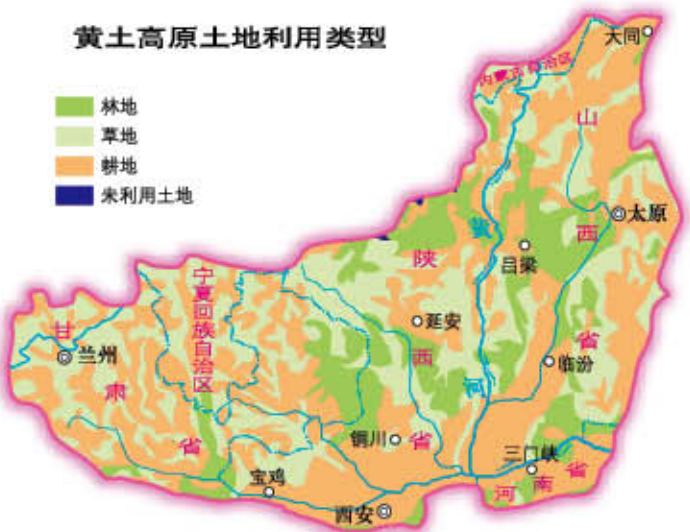 黄土高原土地利用类型
林地
草地
耕地
未利用土地
大同
内蒙古自治区
山
西
省
太原
黄
河
吕梁
陕
西
省
延安
宁夏回族自治区
甘
肃
省
兰州
临汾
铜川
三门峡
宝鸡
西安
河南省